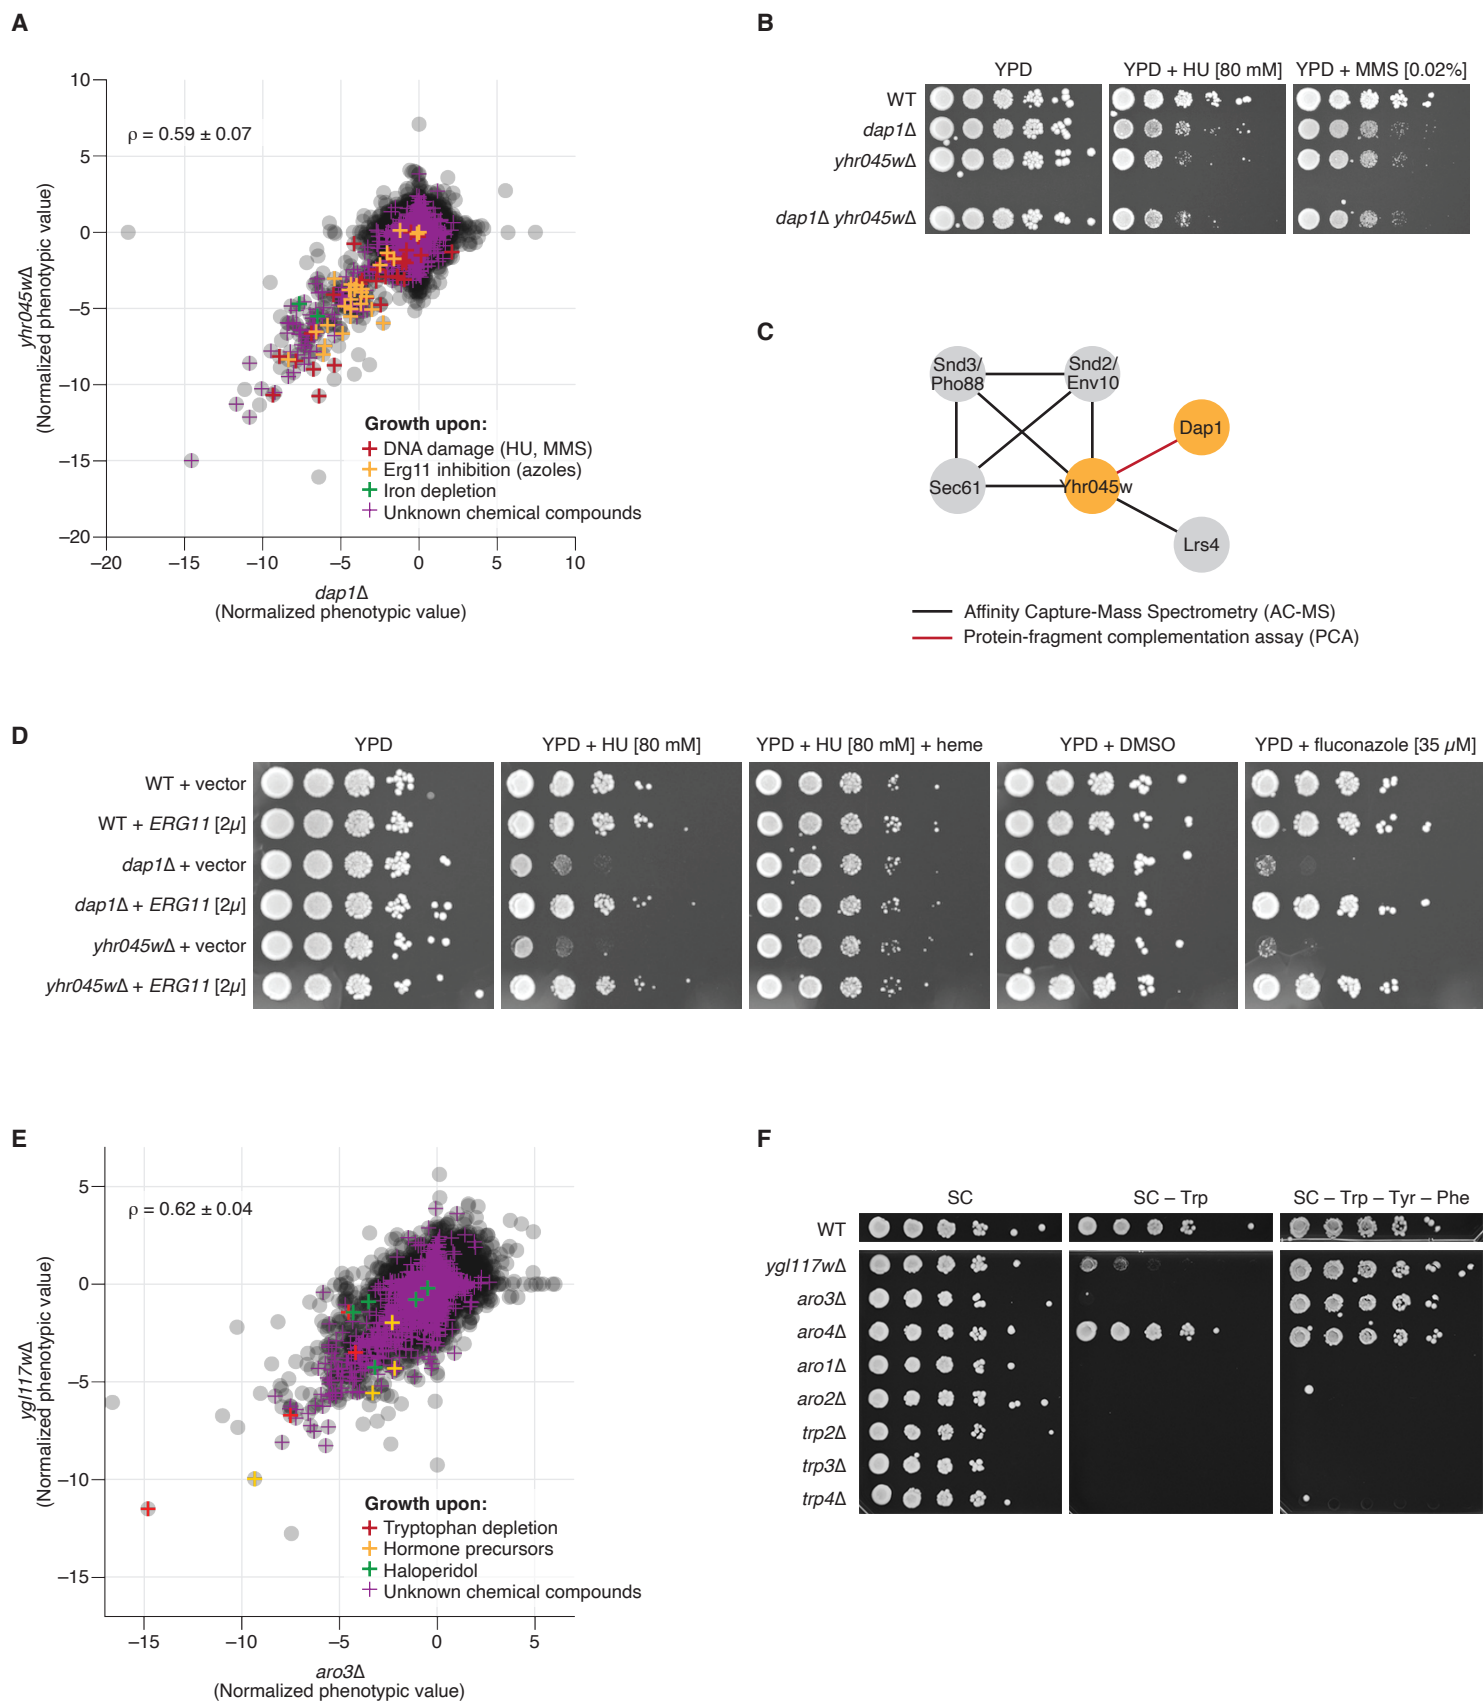 A
10
5
0
−5
−10
−15
−20
−20 −15 −10 −5 0 5 10
ρ = 0.59 ± 0.07
yhr045wΔ
(Normalized phenotypic value)
dap1Δ
(Normalized phenotypic value)
Growth upon:
DNA damage (HU, MMS)
Erg11 inhibition (azoles)
Iron depletion
Unknown chemical compounds
B
YPD YPD + HU [80 mM] YPD + MMS [0.02%]
WT
dap1Δ
yhr045wΔ
dap1Δ yhr045wΔ
C
Snd3/
Pho88
Snd2/
Env10
Dap1
Sec61
Yhr045w
Lrs4
Affinity Capture-Mass Spectrometry (AC-MS)
Protein-fragment complementation assay (PCA)
D
YPD YPD + HU [80 mM] YPD + HU [80 mM] + heme YPD + DMSO YPD + fluconazole [35 µM]
WT + vector
WT + ERG11 [2µ]
dap1Δ + vector
dap1Δ + ERG11 [2µ]
yhr045wΔ + vector
yhr045wΔ + ERG11 [2µ]
E
5
0
−5
−10
−15
−15 −10 −5 0 5
ρ = 0.62 ± 0.04
ygl117wΔ
(Normalized phenotypic value)
aro3Δ
(Normalized phenotypic value)
Growth upon:
Tryptophan depletion
Hormone precursors
Haloperidol
Unknown chemical compounds
F
SC SC – Trp SC – Trp – Tyr – Phe
WT
ygl117wΔ
aro3Δ
aro4Δ
aro1Δ
aro2Δ
trp2Δ
trp3Δ
trp4Δ